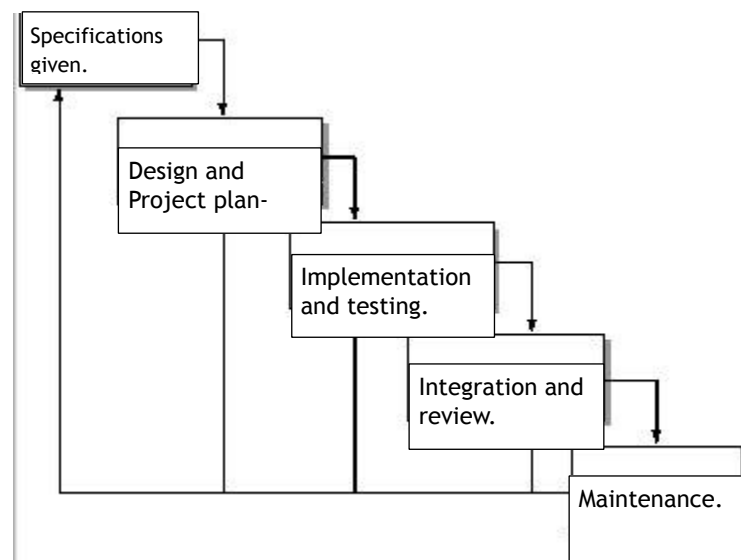 Specifications
given.
Design and
Project plan-
Implementation
and testing.
Integration and
review.
Maintenance.